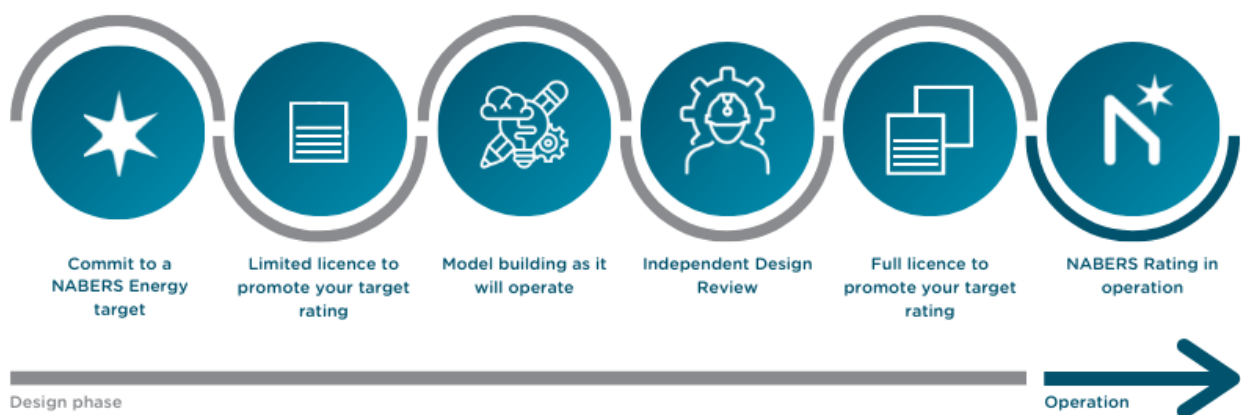 Commit to a
NABERS Energy
target
Limited licence to
promote your target
rating
Model building as it
will operate
Independent Design
Review
Full licence to
promote your target
rating
NABERS Rating in
operation
Design phase
Operation